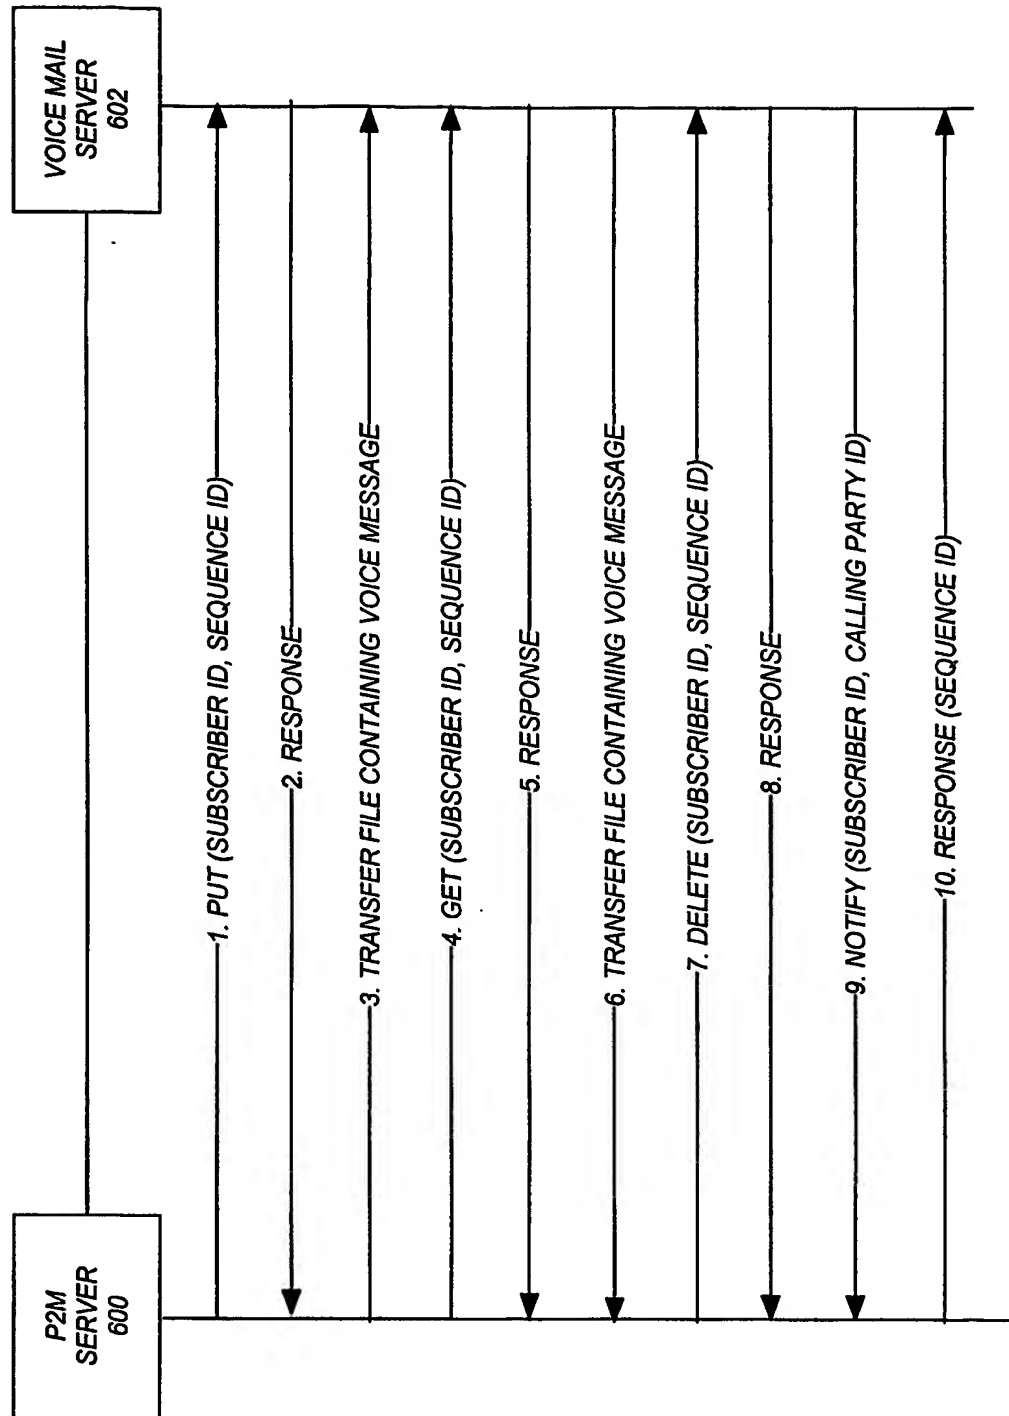 P2M
SERVER
600
VOICE MAIL
SERVER
602
1. PUT (SUBSCRIBER ID, SEQUENCE ID)
2. RESPONSE
3. TRANSFER FILE CONTAINING VOICE MESSAGE
4. GET (SUBSCRIBER ID, SEQUENCE ID)
5. RESPONSE
6. TRANSFER FILE CONTAINING VOICE MESSAGE
7. DELETE (SUBSCRIBER ID, SEQUENCE ID)
8. RESPONSE
9. NOTIFY (SUBSCRIBER ID, CALLING PARTY ID)
10. RESPONSE (SEQUENCE ID)